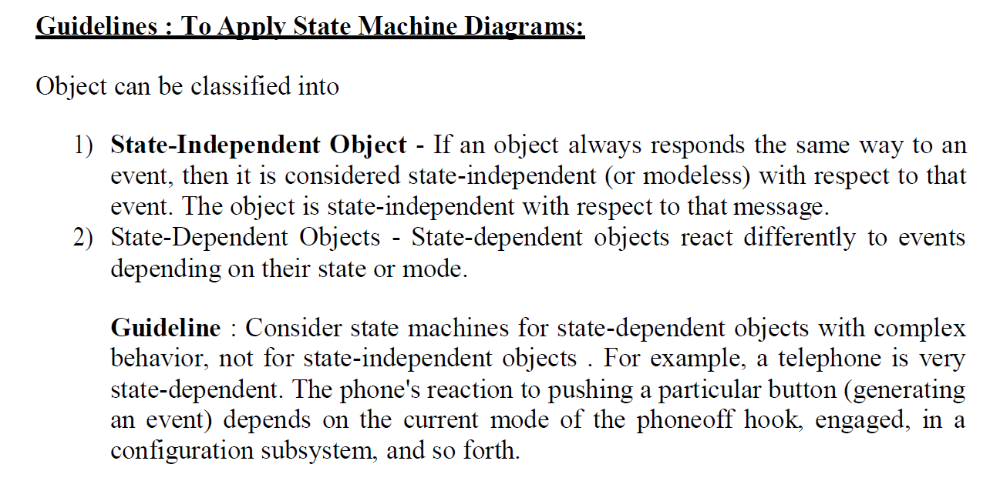 Guidelines : To Apply State Machine Diagrams:
Object can be classified into
1) State-Independent Object - If an object always responds the same way to an
event, then it is considered state-independent (or modeless) with respect to that
event. The object is state-independent with respect to that message.
2) State-Dependent Objects - State-dependent objects react differently to events
depending on their state or mode.
Guideline : Consider state machines for state-dependent objects with complex
behavior, not for state-independent objects . For example, a telephone is very
state-dependent. The phone's reaction to pushing a particular button (generating
an event) depends on the current mode of the phoneoff hook, engaged, in a
configuration subsystem, and so forth.